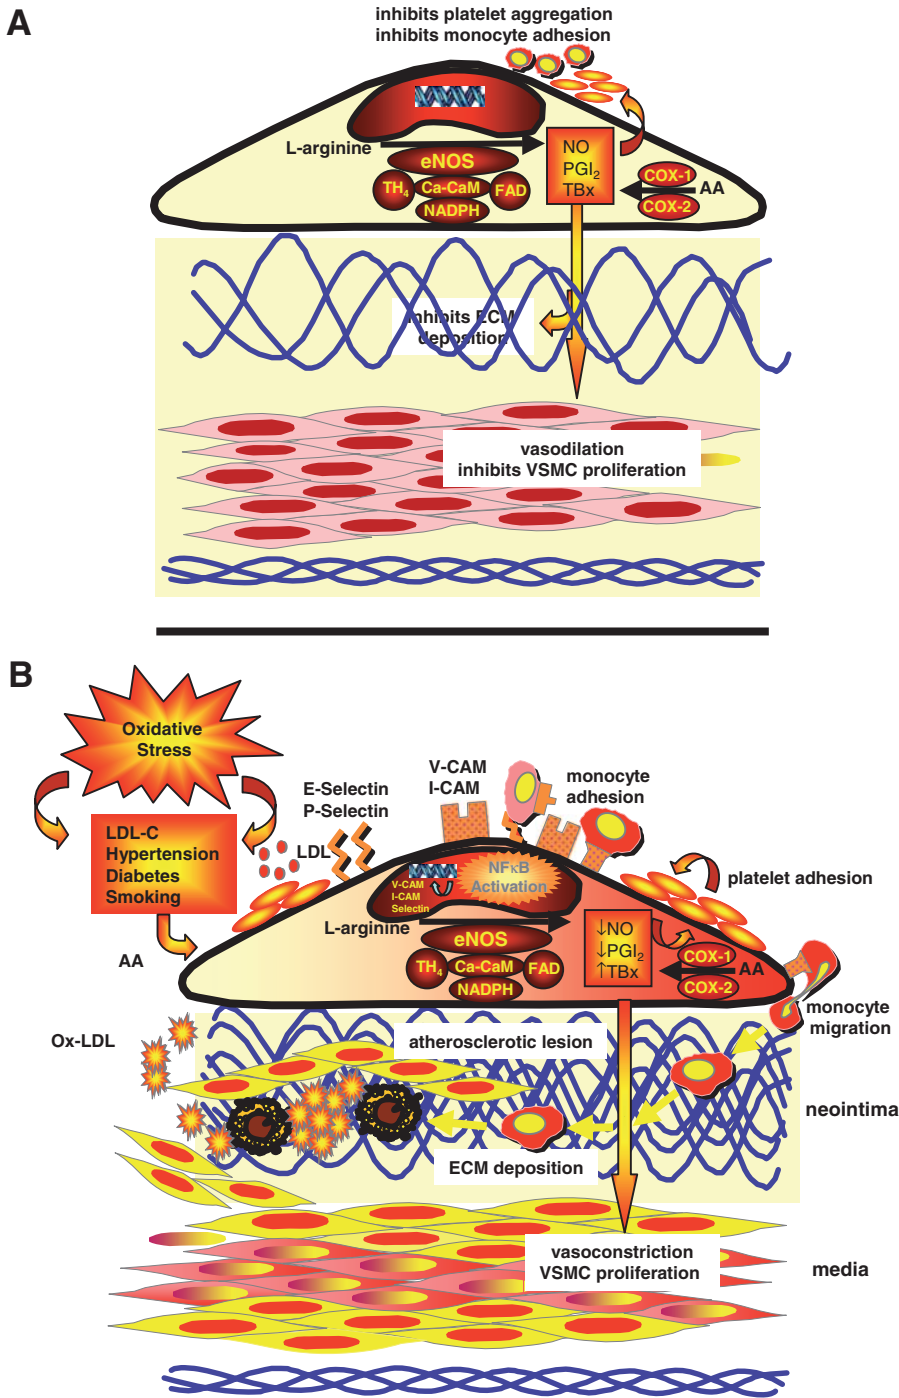 A
inhibits platelet aggregation
inhibits monocyte adhesion
L-arginine
eNOS
TH4
Ca-CaM
FAD
NADPH
NO
PGI2
TBx
COX-1
AA
COX-2
inhibits ECM
deposition
vasodilation
inhibits VSMC proliferation
B
Oxidative
Stress
E-Selectin
P-Selectin
V-CAM
I-CAM
monocyte
adhesion
LDL-C
Hypertension
Diabetes
Smoking
LDL
NFκB
Activation
V-CAM
I-CAM
Selectin
platelet adhesion
L-arginine
eNOS
TH4
Ca-CaM
FAD
NADPH
↓NO
↓PGI2
↑TBx
COX-1
AA
COX-2
AA
monocyte
migration
Ox-LDL
atherosclerotic lesion
neointima
ECM deposition
vasoconstriction
VSMC proliferation
media